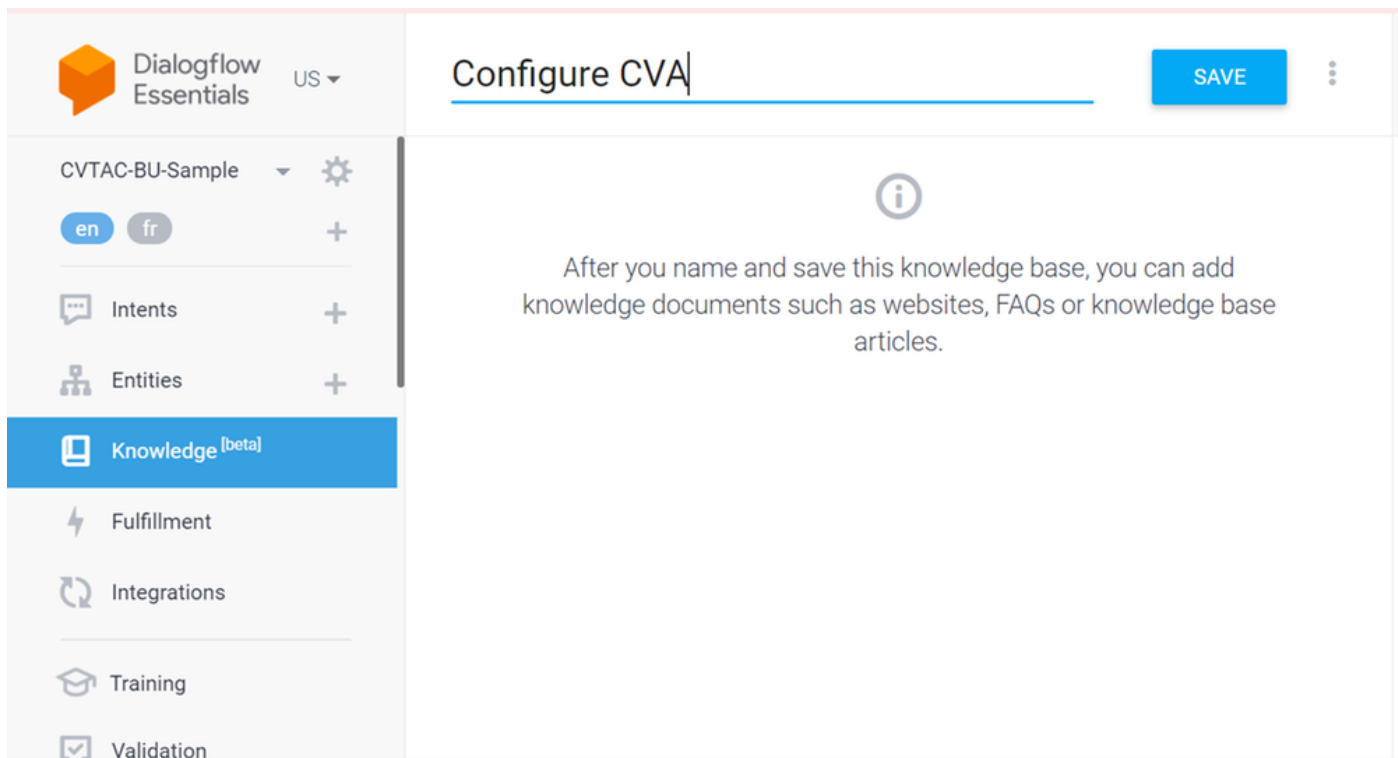 Dialogflow
Essentials
US
Configure CVA
SAVE
CVTAC-BU-Sample
en
fr
Intents
Entities
Knowledge [beta]
Fulfillment
Integrations
Training
Validation
After you name and save this knowledge base, you can add
knowledge documents such as websites, FAQs or knowledge base
articles.